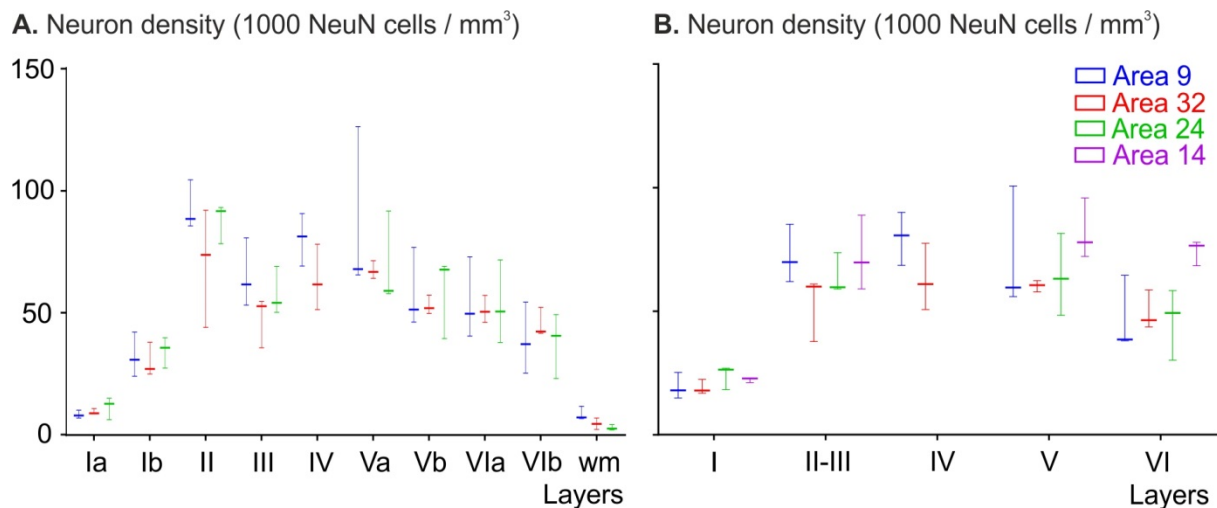 A. Neuron density (1000 NeuN cells / mm³)
150
100
50
0
Ia Ib II III IV Va Vb VIa VIb wm
Layers
B. Neuron density (1000 NeuN cells / mm³)
Area 9
Area 32
Area 24
Area 14
I II-III IV V VI
Layers